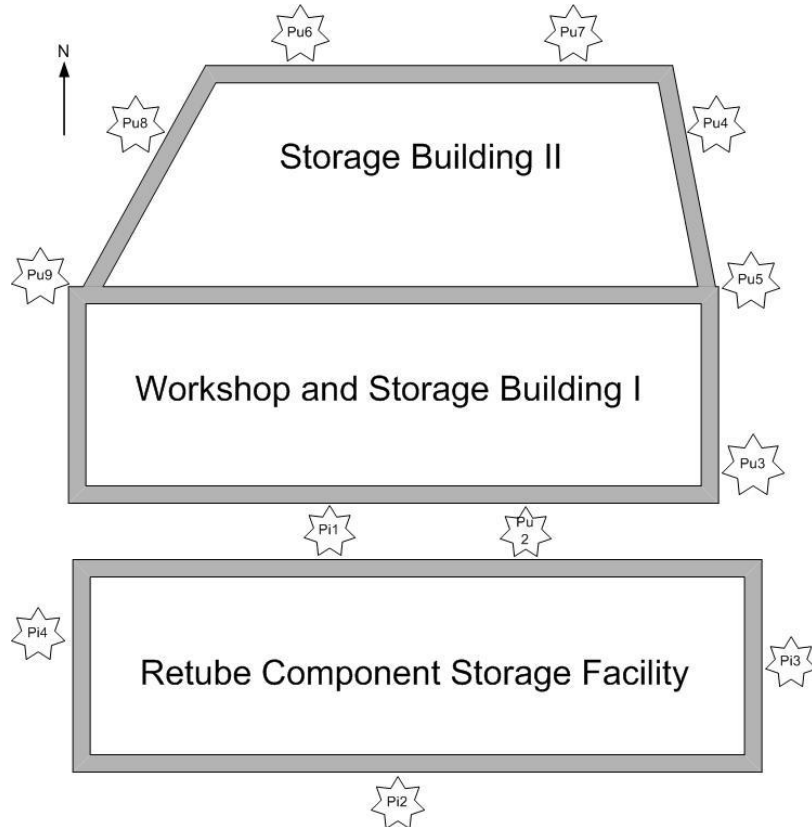 Pu6
Pu7
N
Pu8
Pu4
Storage Building II
Pu9
Pu5
Workshop and Storage Building I
Pu3
Pi1
Pu
2
Pi4
Pi3
Retube Component Storage Facility
Pi2